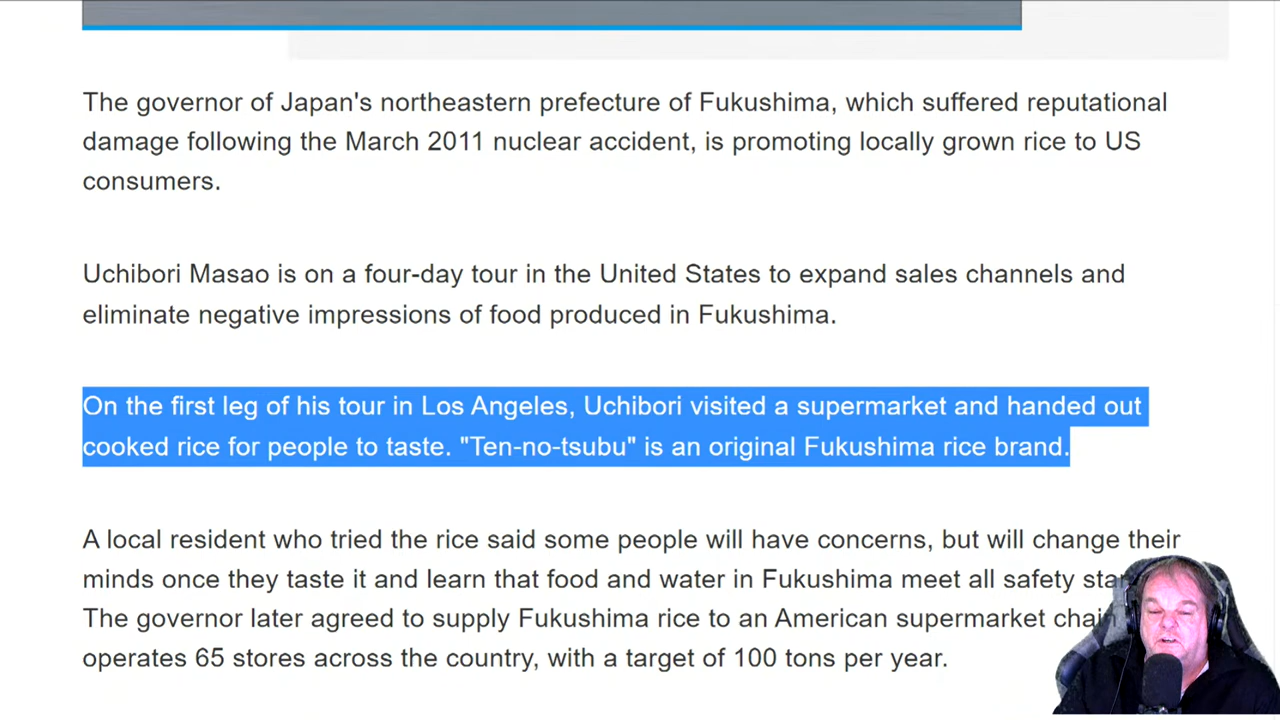 The governor of Japan's northeastern prefecture of Fukushima, which suffered reputational
damage following the March 2011 nuclear accident, is promoting locally grown rice to US
consumers.
Uchibori Masao is on a four-day tour in the United States to expand sales channels and
eliminate negative impressions of food produced in Fukushima.
On the first leg of his tour in Los Angeles, Uchibori visited a supermarket and handed out
cooked rice for people to taste. "Ten-no-tsubu" is an original Fukushima rice brand.
A local resident who tried the rice said some people will have concerns, but will change their
minds once they taste it and learn that food and water in Fukushima meet all safety
The governor later agreed to supply Fukushima rice to an American supermarket
operates 65 stores across the country, with a target of 100 tons per year.